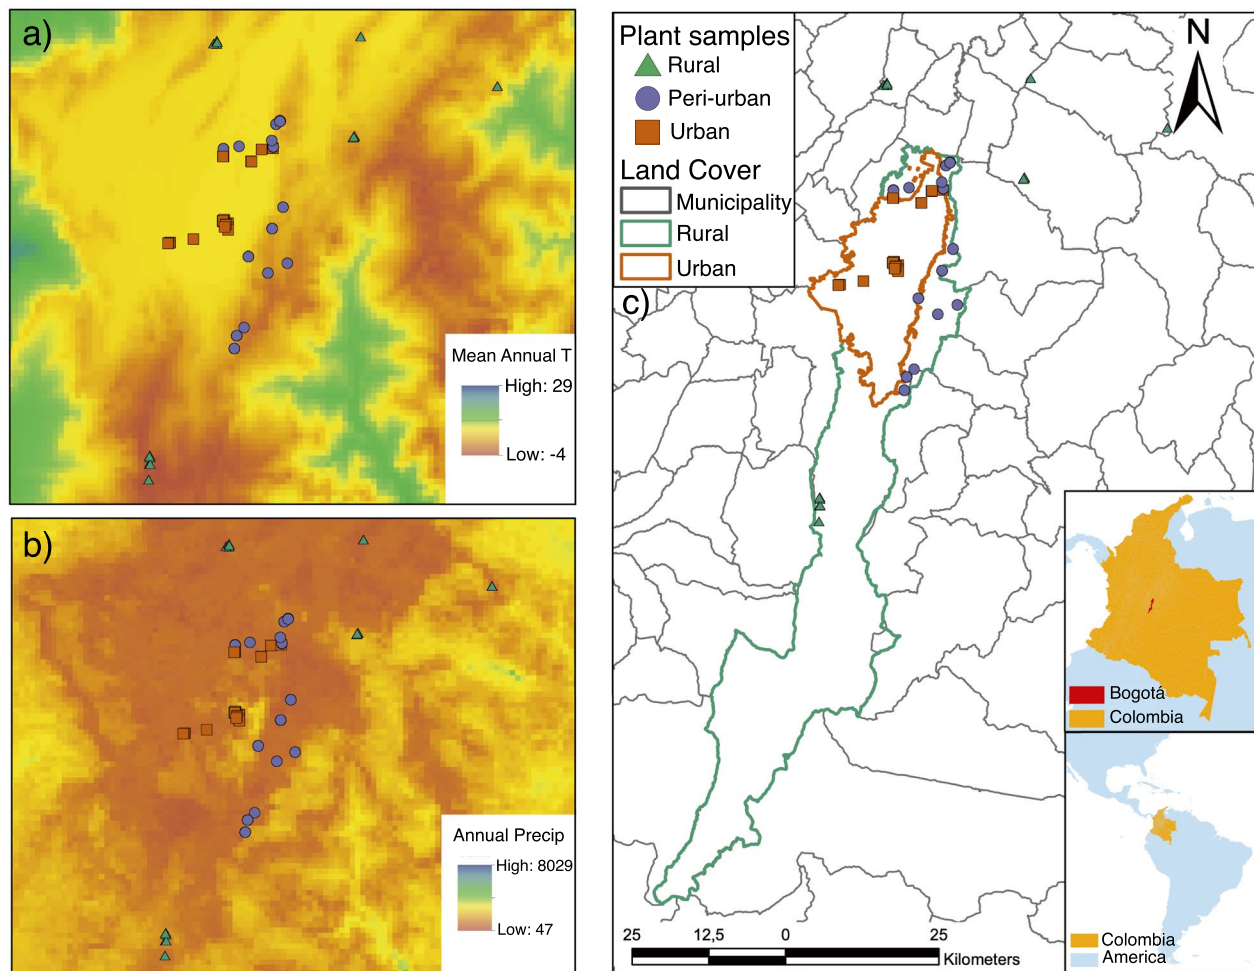 a)
Mean Annual T
High: 29
Low: -4
b)
Annual Precip
High: 8029
Low: 47
Plant samples
Rural
Peri-urban
Urban
Land Cover
Municipality
Rural
Urban
c)
N
Bogotá
Colombia
Colombia
America
25 12,5 0 25
Kilometers